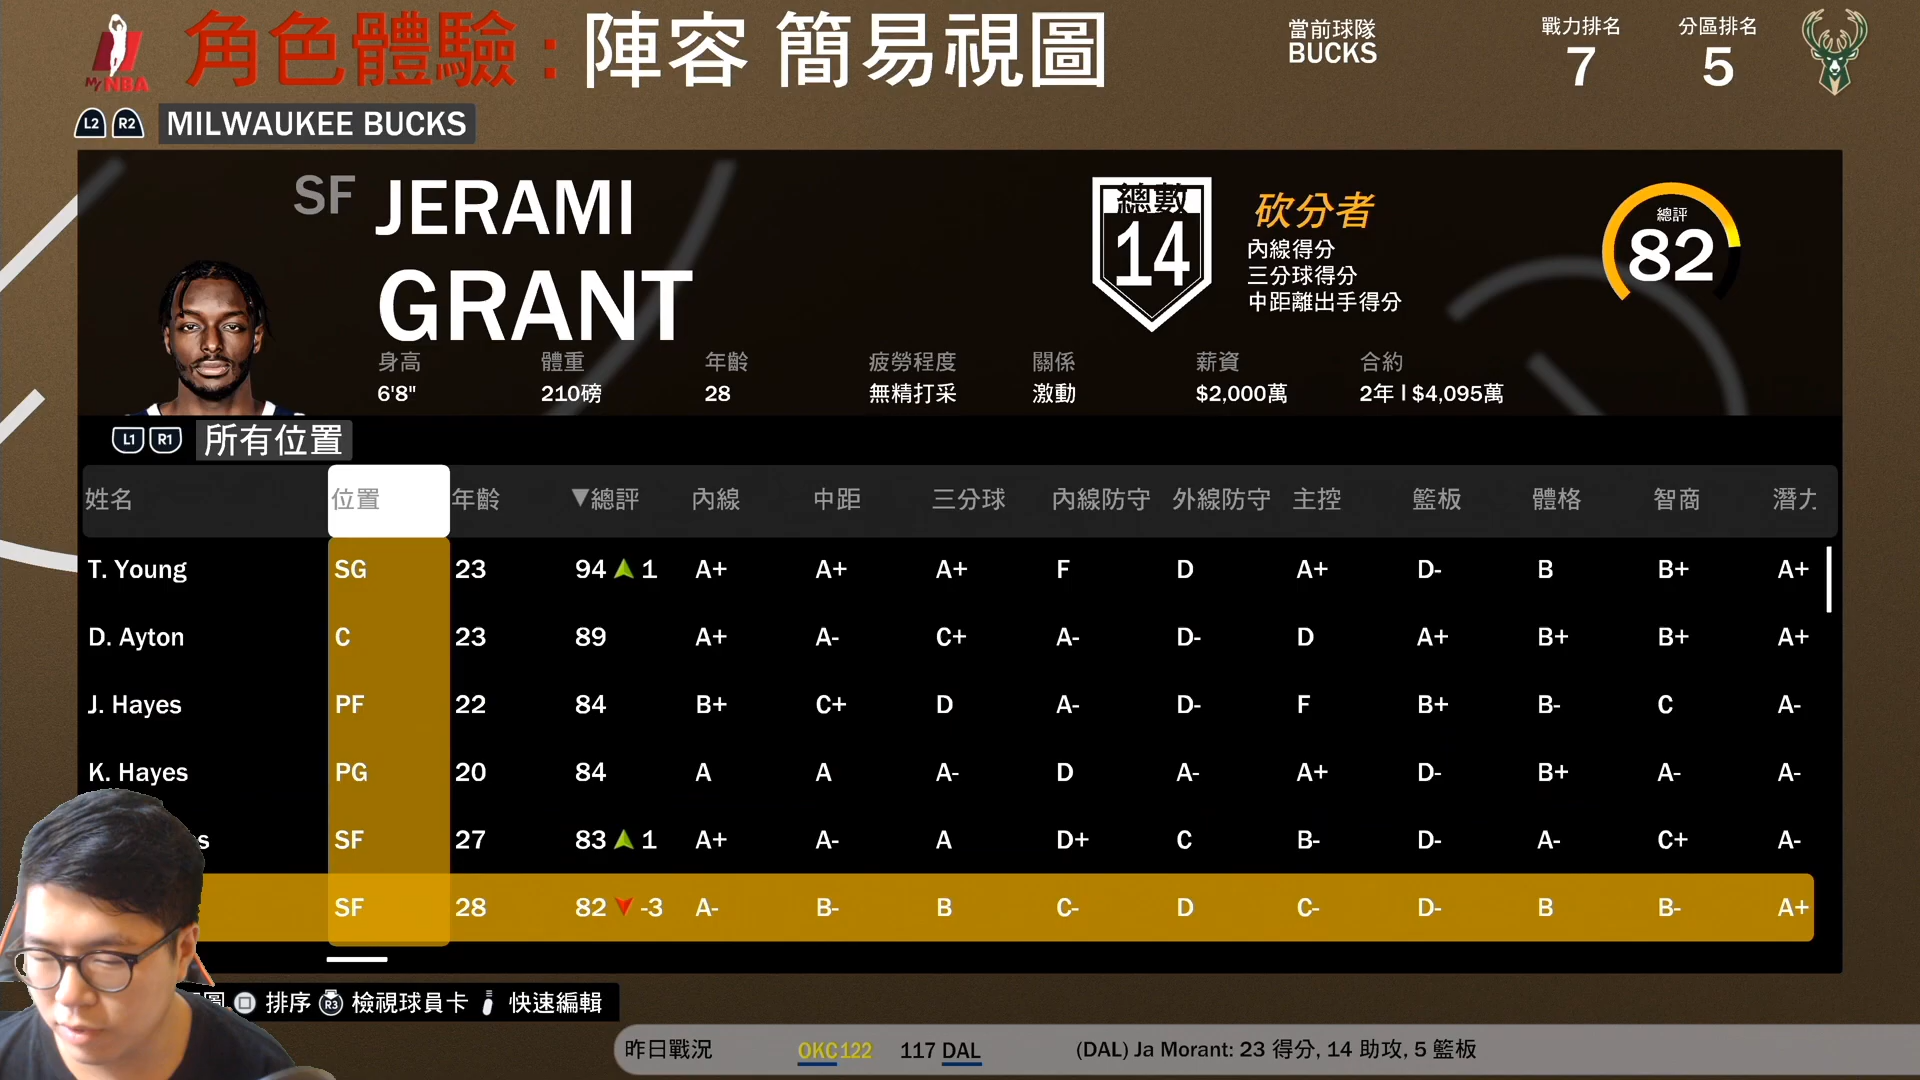 角色體驗 : 陣容 簡易視圖
當前球隊
BUCKS
戰力排名
7
分區排名
5
My NBA
L2 R2 MILWAUKEE BUCKS
SF JERAMI
GRANT
總數
14
砍分者
內線得分
三分球得分
中距離出手得分
總評
82
身高 體重 年齡 疲勞程度 關係 薪資 合約
6'8" 210磅 28 無精打采 激動 $2,000萬 2年 | $4,095萬
L1 R1 所有位置
姓名 位置 年齡 ▼總評 內線 中距 三分球 內線防守 外線防守 主控 籃板 體格 智商 潛力
T. Young SG 23 94 ▲ 1 A+ A+ A+ F D A+ D- B B+ A+
D. Ayton C 23 89 A+ A- C+ A- D- D A+ B+ B+ A+
J. Hayes PF 22 84 B+ C+ D A- D- F B+ B- C A-
K. Hayes PG 20 84 A A A- D A- A+ D- B+ A- A-
s SF 27 83 ▲ 1 A+ A- A D+ C B- D- A- C+ A-
SF 28 82 ▼ -3 A- B- B C- D C- D- B B- A+
圖 排序 R3 檢視球員卡 快速編輯
昨日戰況 OKC 122 117 DAL (DAL) Ja Morant: 23 得分, 14 助攻, 5 籃板